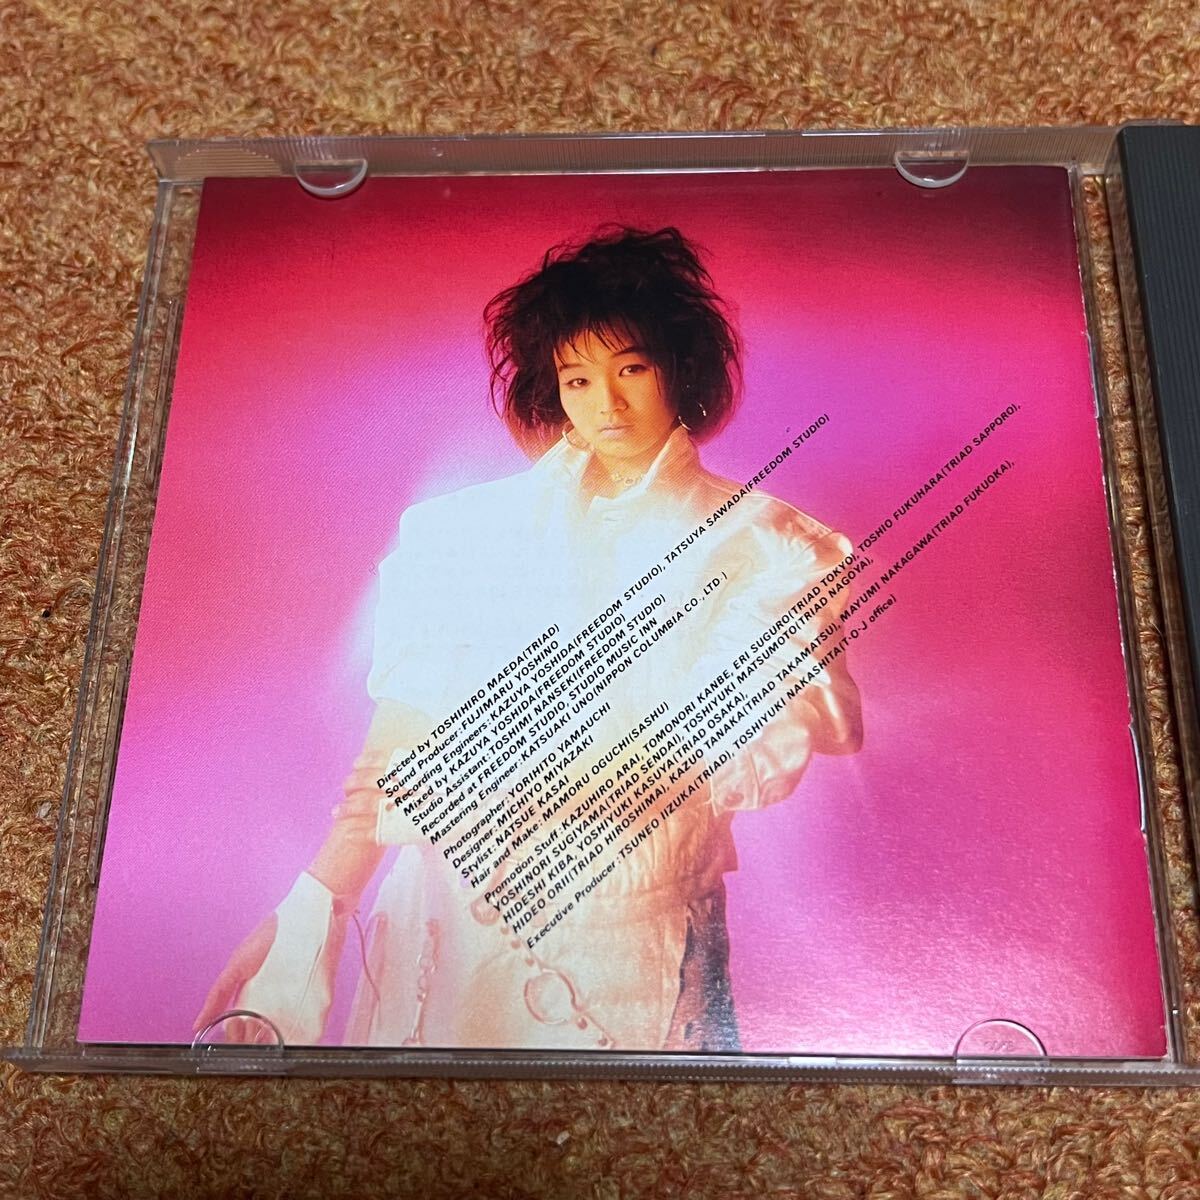 Directed by TOSHIHIRO MAEDA(TRIAD)
Sound Producer:FUJIMARU YOSHINO
Recording Engineers:KAZUYA YOSHIDA(FREEDOM STUDIO), TATSUYA SAWADA(FREEDOM STUDIO)
Mixed by KAZUYA YOSHIDA(FREEDOM STUDIO)
Studio Assistant:TOSHIMI NANSEKI(FREEDOM STUDIO)
Recorded at FREEDOM STUDIO, STUDIO MUSIC INN
Mastering Engineer:KATSUAKI UNO(NIPPON COLUMBIA CO.,LTD.)
Photographer:YORIHITO YAMAUCHI
Designer:MICHIYO MIYAZAKI
Stylist:NATSUE KASAI
Hair and Make:MAMORU OGUCHI(SASHU)
Promotion Stuff:KAZUHIRO ARAI, TOMONORI KANBE, ERI SUGURO(TRIAD TOKYO), TOSHIO FUKUHARA(TRIAD SAPPORO),
YOSHINORI SUGIYAMA(TRIAD SENDAI), TOSHIYUKI MATSUMOTO(TRIAD NAGOYA),
HIDESHI KIBA, YOSHIYUKI KASUYA(TRIAD OSAKA),
HIDEO ORII(TRIAD HIROSHIMA), KAZUO TANAKA(TRIAD TAKAMATSU), MAYUMI NAKAGAWA(TRIAD FUKUOKA),
Executive Producer:TSUNEO IIZUKA(TRIAD), TOSHIYUKI NAKASHITA(T·O·J office)